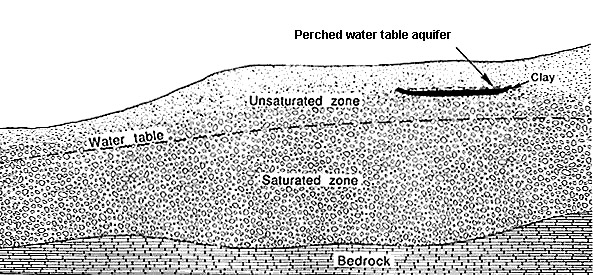 Perched water table aquifer
Clay
Unsaturated zone
Water table
Saturated zone
Bedrock